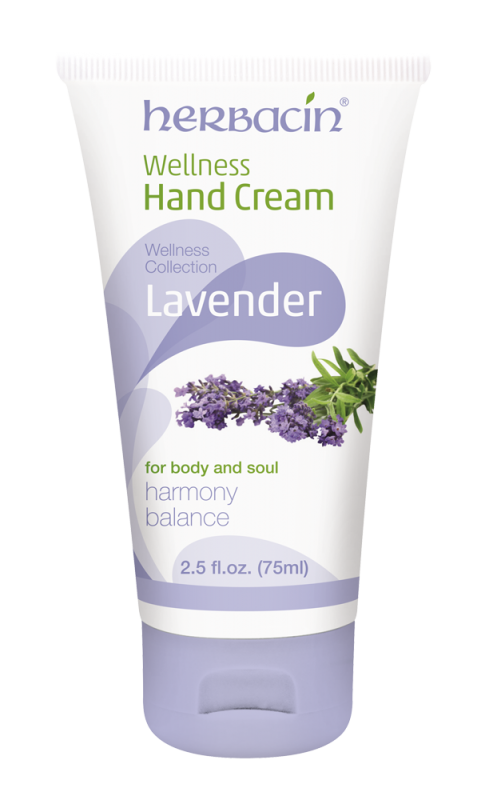 herbacin®
Wellness
Hand Cream
Wellness
Collection
Lavender
for body and soul
harmony
balance
2.5 fl.oz. (75ml)